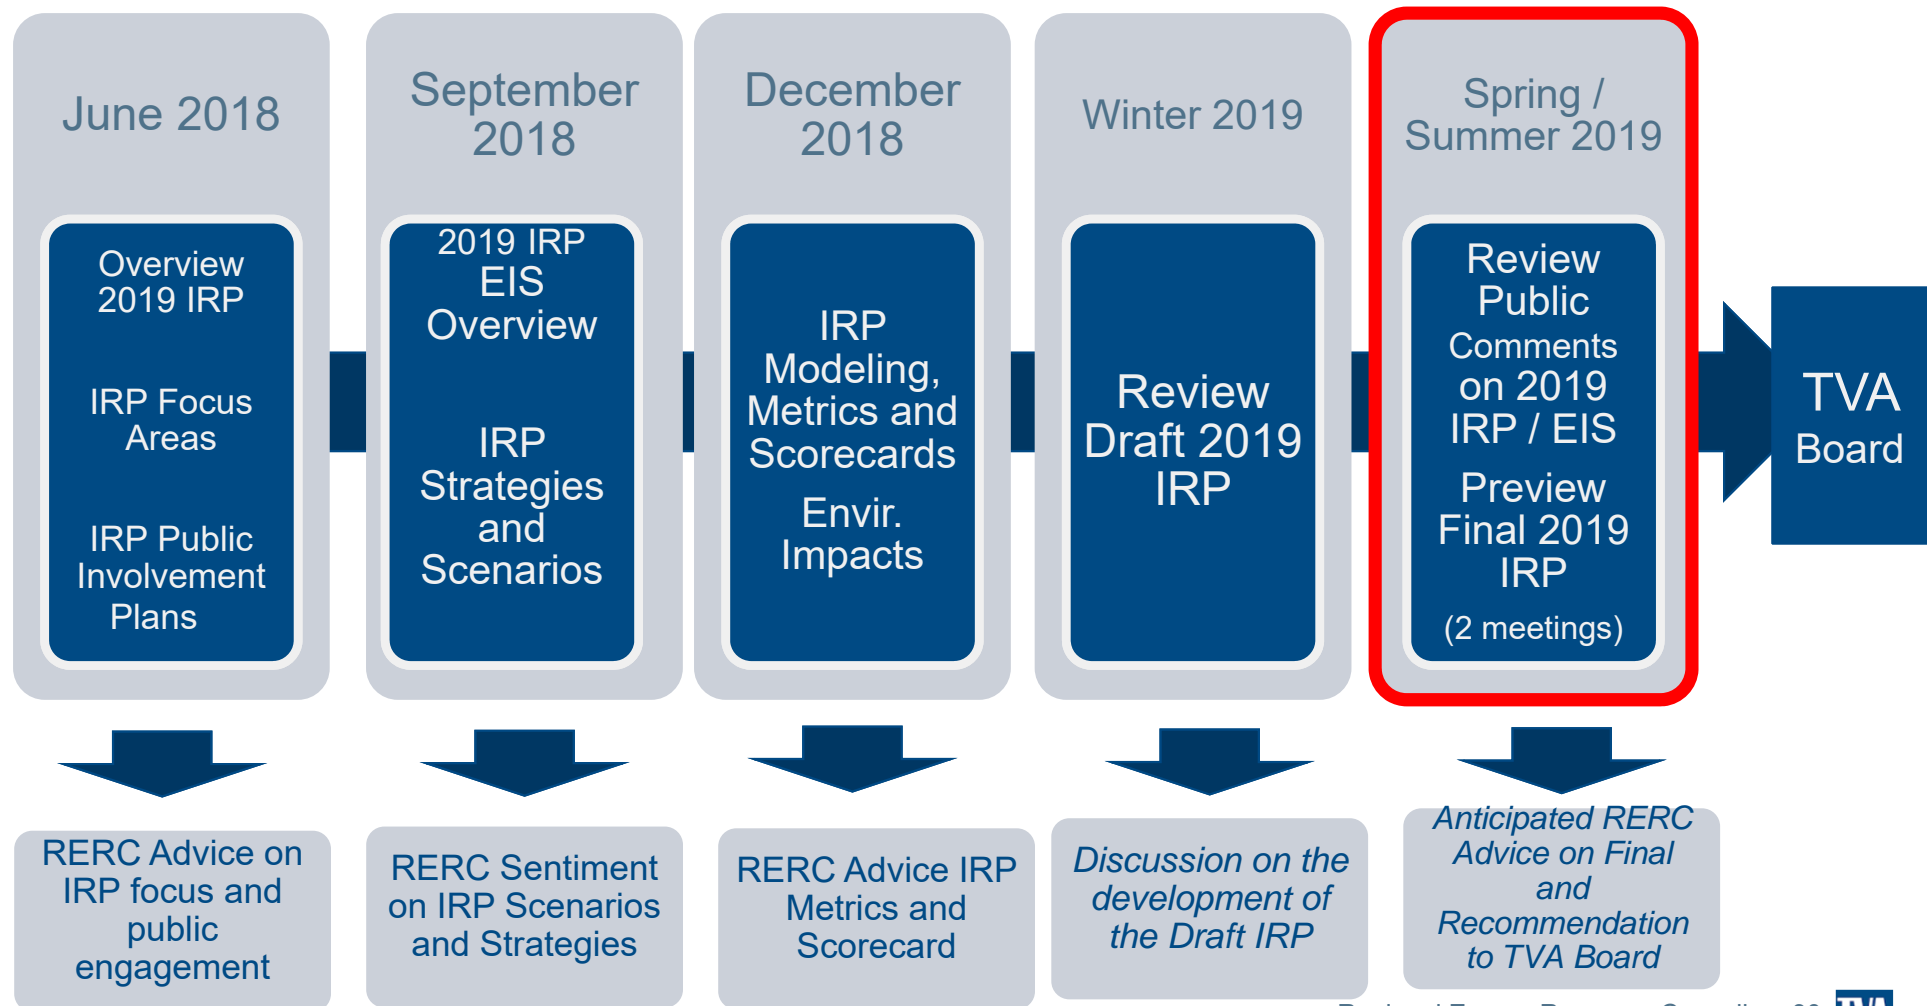 June 2018
Overview
2019 IRP
IRP Focus
Areas
IRP Public
Involvement
Plans
RERC Advice on
IRP focus and
public
engagement
September
2018
2019 IRP
EIS
Overview
IRP
Strategies
and
Scenarios
RERC Sentiment
on IRP Scenarios
and Strategies
December
2018
IRP
Modeling,
Metrics and
Scorecards
Envir.
Impacts
RERC Advice IRP
Metrics and
Scorecard
Winter 2019
Review
Draft 2019
IRP
Discussion on the
development of
the Draft IRP
Spring /
Summer 2019
Review
Public
Comments
on 2019
IRP / EIS
Preview
Final 2019
IRP
(2 meetings)
Anticipated RERC
Advice on Final
and
Recommendation
to TVA Board
TVA
Board
TVA